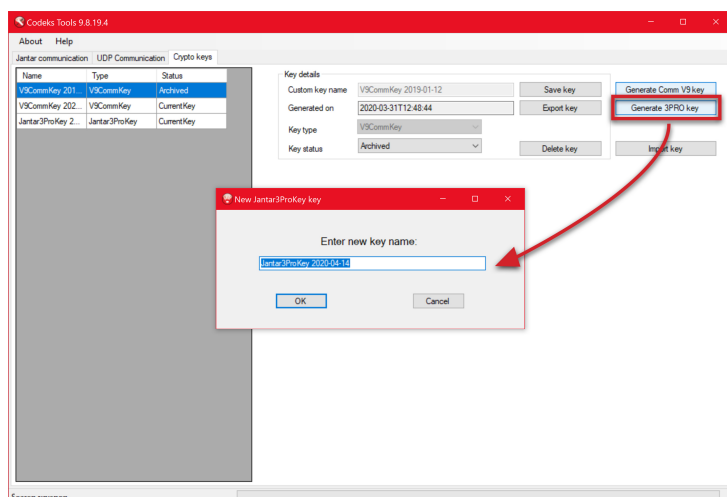 Codeks Tools 9.8.19.4
About Help
Jantar communication UDP Communication Crypto keys
Name Type Status
V9CommKey 201... V9CommKey Archived
V9CommKey 202... V9CommKey CurrentKey
Jantar3ProKey 2... Jantar3ProKey CurrentKey
Key details
Custom key name V9CommKey 2019-01-12 Save key Generate Comm V9 key
Generated on 2020-03-31T12:48:44 Export key Generate 3PRO key
Key type V9CommKey
Key status Archived Delete key Import key
New Jantar3ProKey key
Enter new key name:
Jantar3ProKey 2020-04-14
OK Cancel